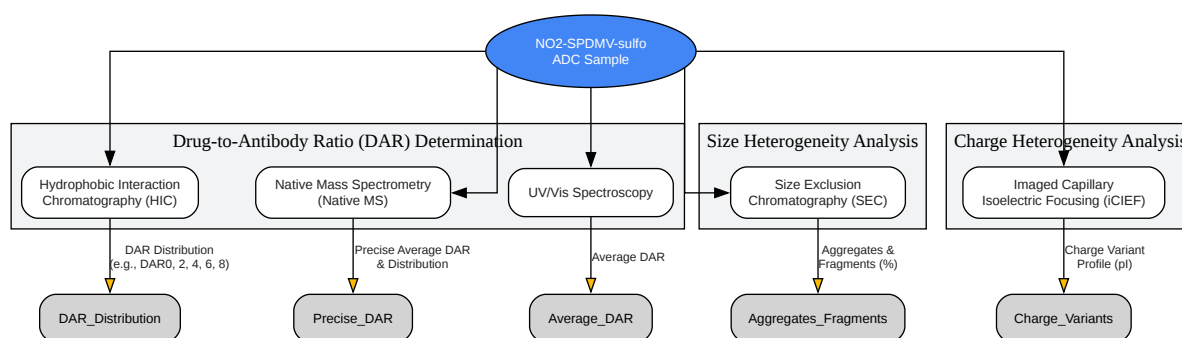 NO2-SPDMV-sulfo
ADC Sample
Drug-to-Antibody Ratio (DAR) Determination
Size Heterogeneity Analysis
Charge Heterogeneity Analysis
Hydrophobic Interaction
Chromatography (HIC)
Native Mass Spectrometry
(Native MS)
UV/Vis Spectroscopy
Size Exclusion
Chromatography (SEC)
Imaged Capillary
Isoelectric Focusing (iCIEF)
DAR Distribution
(e.g., DAR0, 2, 4, 6, 8)
Precise Average DAR
& Distribution
Average DAR
Aggregates &
Fragments (%)
Charge Variant
Profile (pI)
DAR_Distribution
Precise_DAR
Average_DAR
Aggregates_Fragments
Charge_Variants